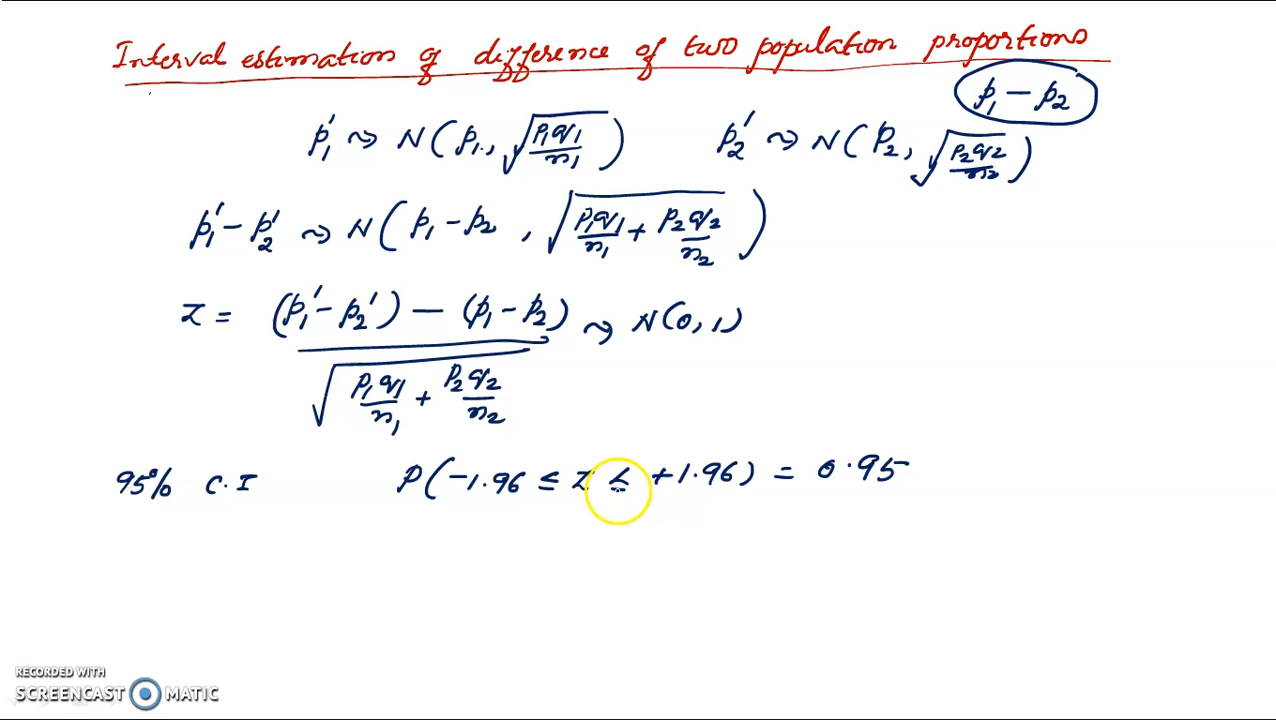 Interval estimation of difference of two population proportions
p₁ − p₂
p₁' ~ N(p₁, √(p₁q₁/n₁)) p₂' ~ N(p₂, √(p₂q₂/n₂))
p₁' − p₂' ~ N(p₁ − p₂, √(p₁q₁/n₁ + p₂q₂/n₂))
Z = ((p₁' − p₂') − (p₁ − p₂)) / √(p₁q₁/n₁ + p₂q₂/n₂) ~ N(0, 1)
95% C.I P(−1.96 ≤ Z ≤ +1.96) = 0.95
RECORDED WITH
SCREENCAST MATIC